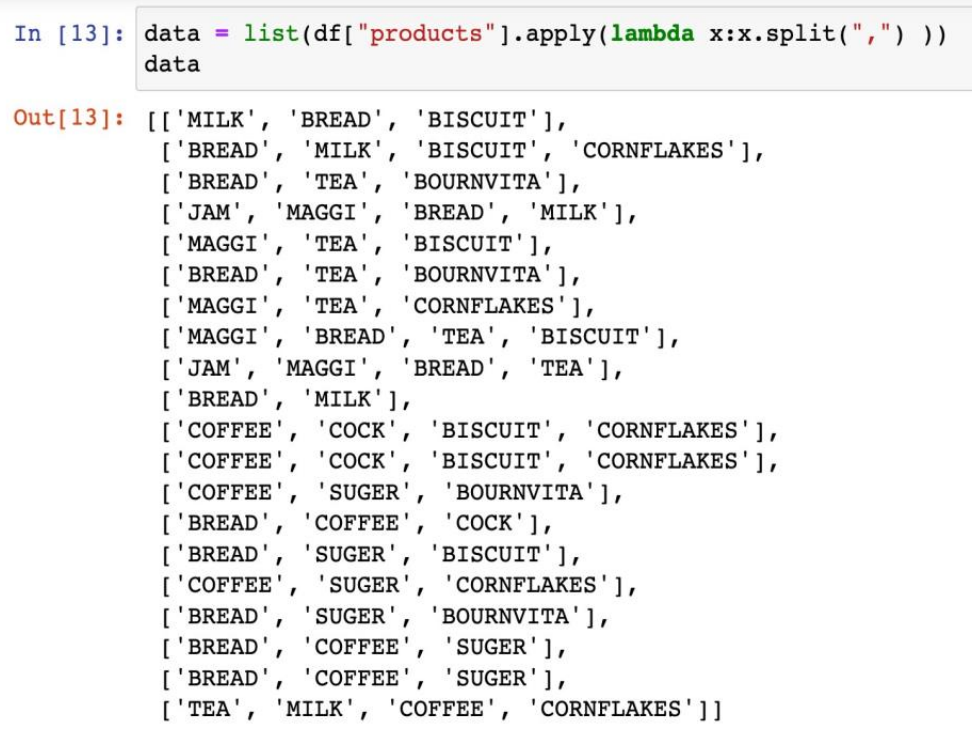 In [13]: data = list(df["products"].apply(lambda x:x.split(",") ))
data
Out[13]: [['MILK', 'BREAD', 'BISCUIT'],
['BREAD', 'MILK', 'BISCUIT', 'CORNFLAKES'],
['BREAD', 'TEA', 'BOURNVITA'],
['JAM', 'MAGGI', 'BREAD', 'MILK'],
['MAGGI', 'TEA', 'BISCUIT'],
['BREAD', 'TEA', 'BOURNVITA'],
['MAGGI', 'TEA', 'CORNFLAKES'],
['MAGGI', 'BREAD', 'TEA', 'BISCUIT'],
['JAM', 'MAGGI', 'BREAD', 'TEA'],
['BREAD', 'MILK'],
['COFFEE', 'COCK', 'BISCUIT', 'CORNFLAKES'],
['COFFEE', 'COCK', 'BISCUIT', 'CORNFLAKES'],
['COFFEE', 'SUGER', 'BOURNVITA'],
['BREAD', 'COFFEE', 'COCK'],
['BREAD', 'SUGER', 'BISCUIT'],
['COFFEE', 'SUGER', 'CORNFLAKES'],
['BREAD', 'SUGER', 'BOURNVITA'],
['BREAD', 'COFFEE', 'SUGER'],
['BREAD', 'COFFEE', 'SUGER'],
['TEA', 'MILK', 'COFFEE', 'CORNFLAKES']]